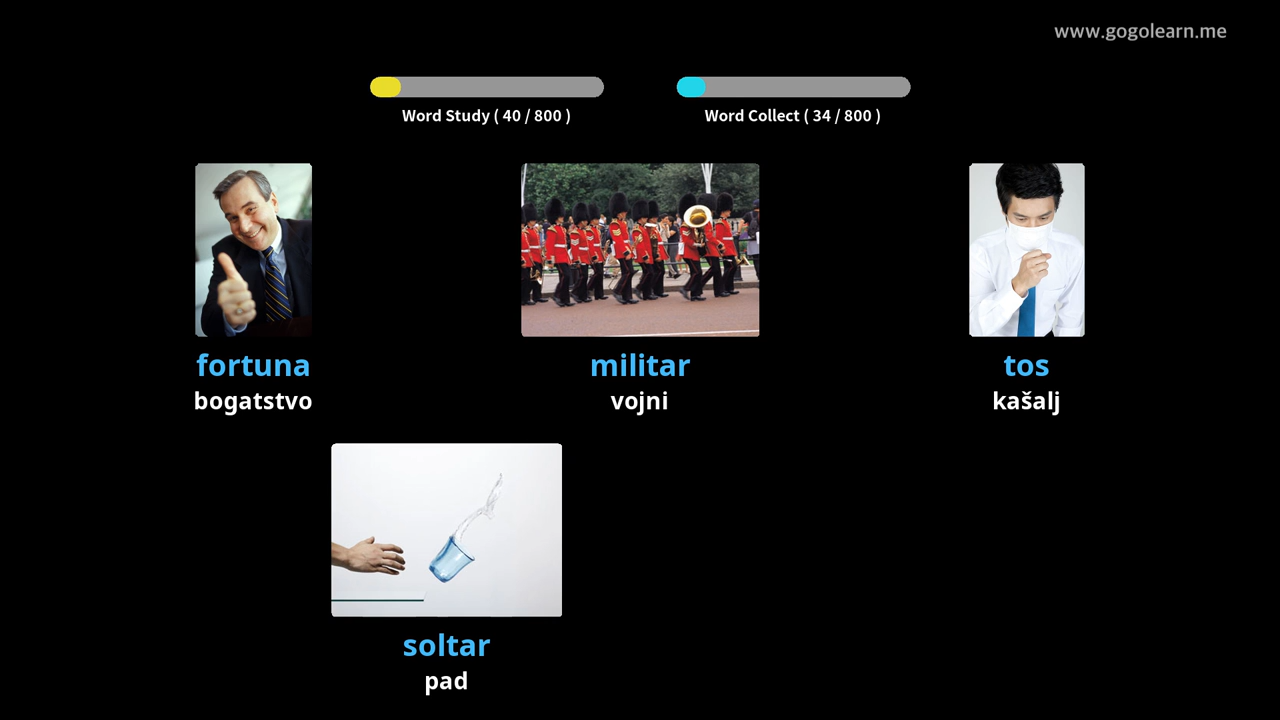 www.gogolearn.me
Word Study ( 40 / 800 )
Word Collect ( 34 / 800 )
fortuna
bogatstvo
militar
vojni
tos
kašalj
soltar
pad